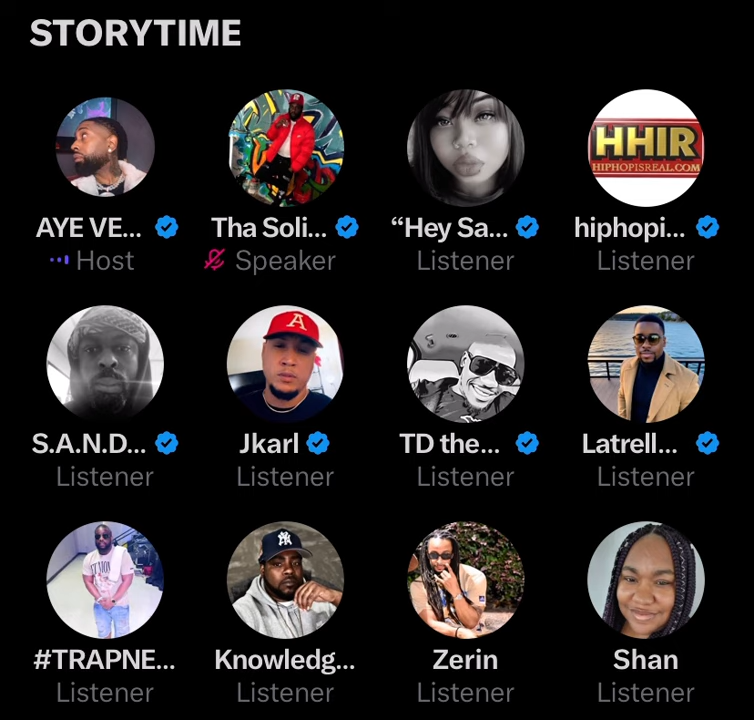 STORYTIME
HHIR
HIPHOPISREAL.COM
AYE VE... Tha Soli... “Hey Sa... hiphopi...
Host Speaker Listener Listener
A
S.A.N.D... Jkarl TD the... Latrell...
Listener Listener Listener Listener
NY
#TRAPNE... Knowledg... Zerin Shan
Listener Listener Listener Listener